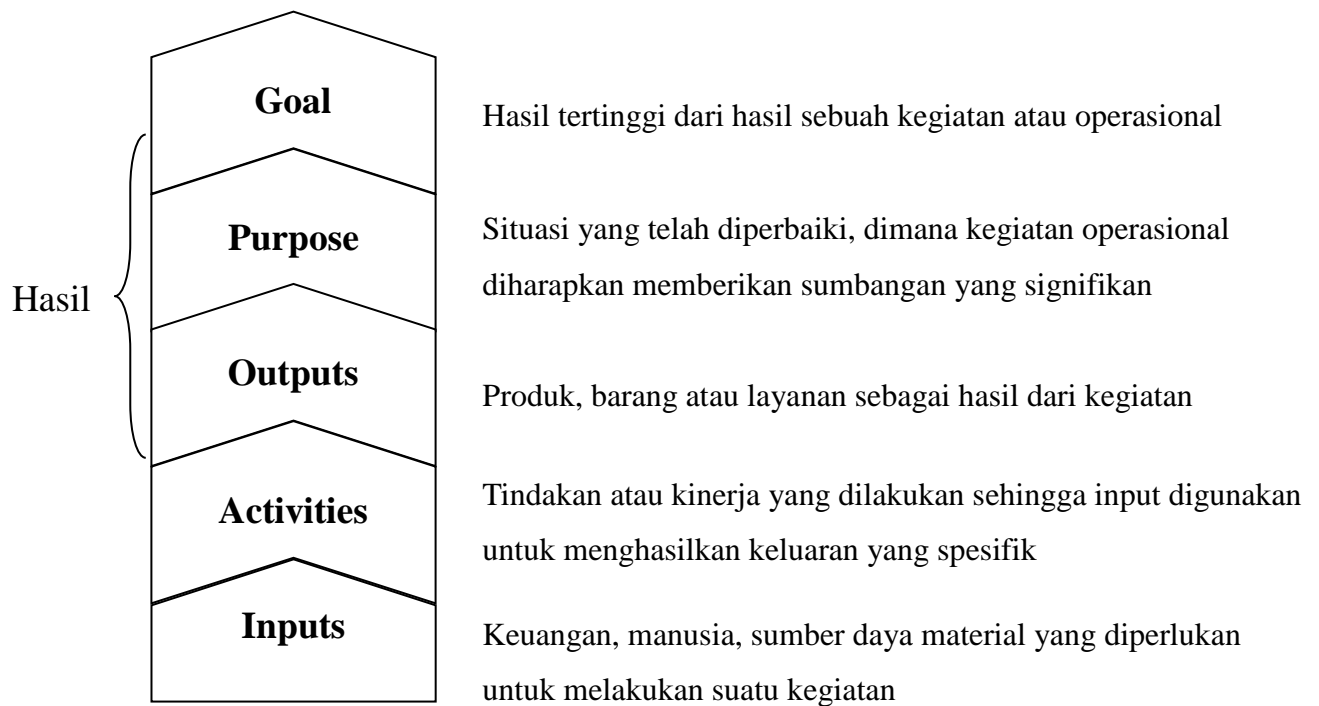 Goal
Hasil tertinggi dari hasil sebuah kegiatan atau operasional
Purpose
Situasi yang telah diperbaiki, dimana kegiatan operasional
diharapkan memberikan sumbangan yang signifikan
Hasil
Outputs
Produk, barang atau layanan sebagai hasil dari kegiatan
Activities
Tindakan atau kinerja yang dilakukan sehingga input digunakan
untuk menghasilkan keluaran yang spesifik
Inputs
Keuangan, manusia, sumber daya material yang diperlukan
untuk melakukan suatu kegiatan